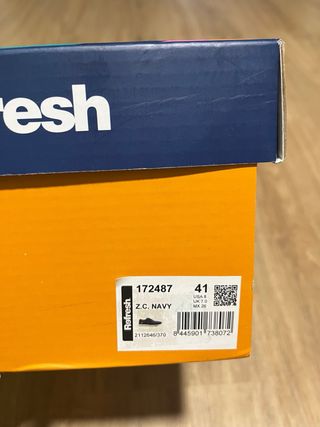 resh
172487 41
USA 8
UK 7.0
MX 26
Z.C. NAVY
Refresh
2112646/370
8 445901 738072